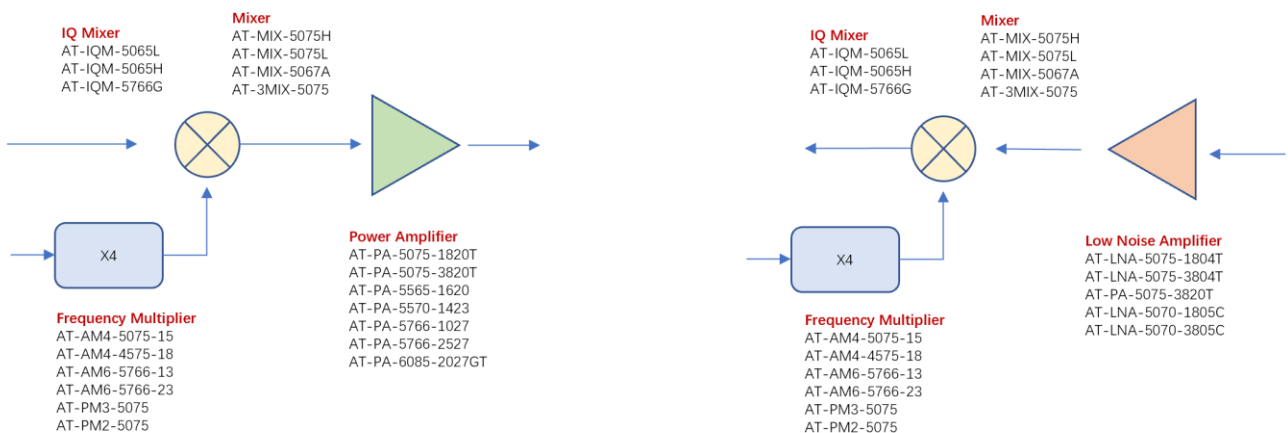 IQ Mixer
AT-IQM-5065L
AT-IQM-5065H
AT-IQM-5766G
Mixer
AT-MIX-5075H
AT-MIX-5075L
AT-MIX-5067A
AT-3MIX-5075
X4
Frequency Multiplier
AT-AM4-5075-15
AT-AM4-4575-18
AT-AM6-5766-13
AT-AM6-5766-23
AT-PM3-5075
AT-PM2-5075
Power Amplifier
AT-PA-5075-1820T
AT-PA-5075-3820T
AT-PA-5565-1620
AT-PA-5570-1423
AT-PA-5766-1027
AT-PA-5766-2527
AT-PA-6085-2027GT
IQ Mixer
AT-IQM-5065L
AT-IQM-5065H
AT-IQM-5766G
Mixer
AT-MIX-5075H
AT-MIX-5075L
AT-MIX-5067A
AT-3MIX-5075
X4
Frequency Multiplier
AT-AM4-5075-15
AT-AM4-4575-18
AT-AM6-5766-13
AT-AM6-5766-23
AT-PM3-5075
AT-PM2-5075
Low Noise Amplifier
AT-LNA-5075-1804T
AT-LNA-5075-3804T
AT-PA-5075-3820T
AT-LNA-5070-1805C
AT-LNA-5070-3805C